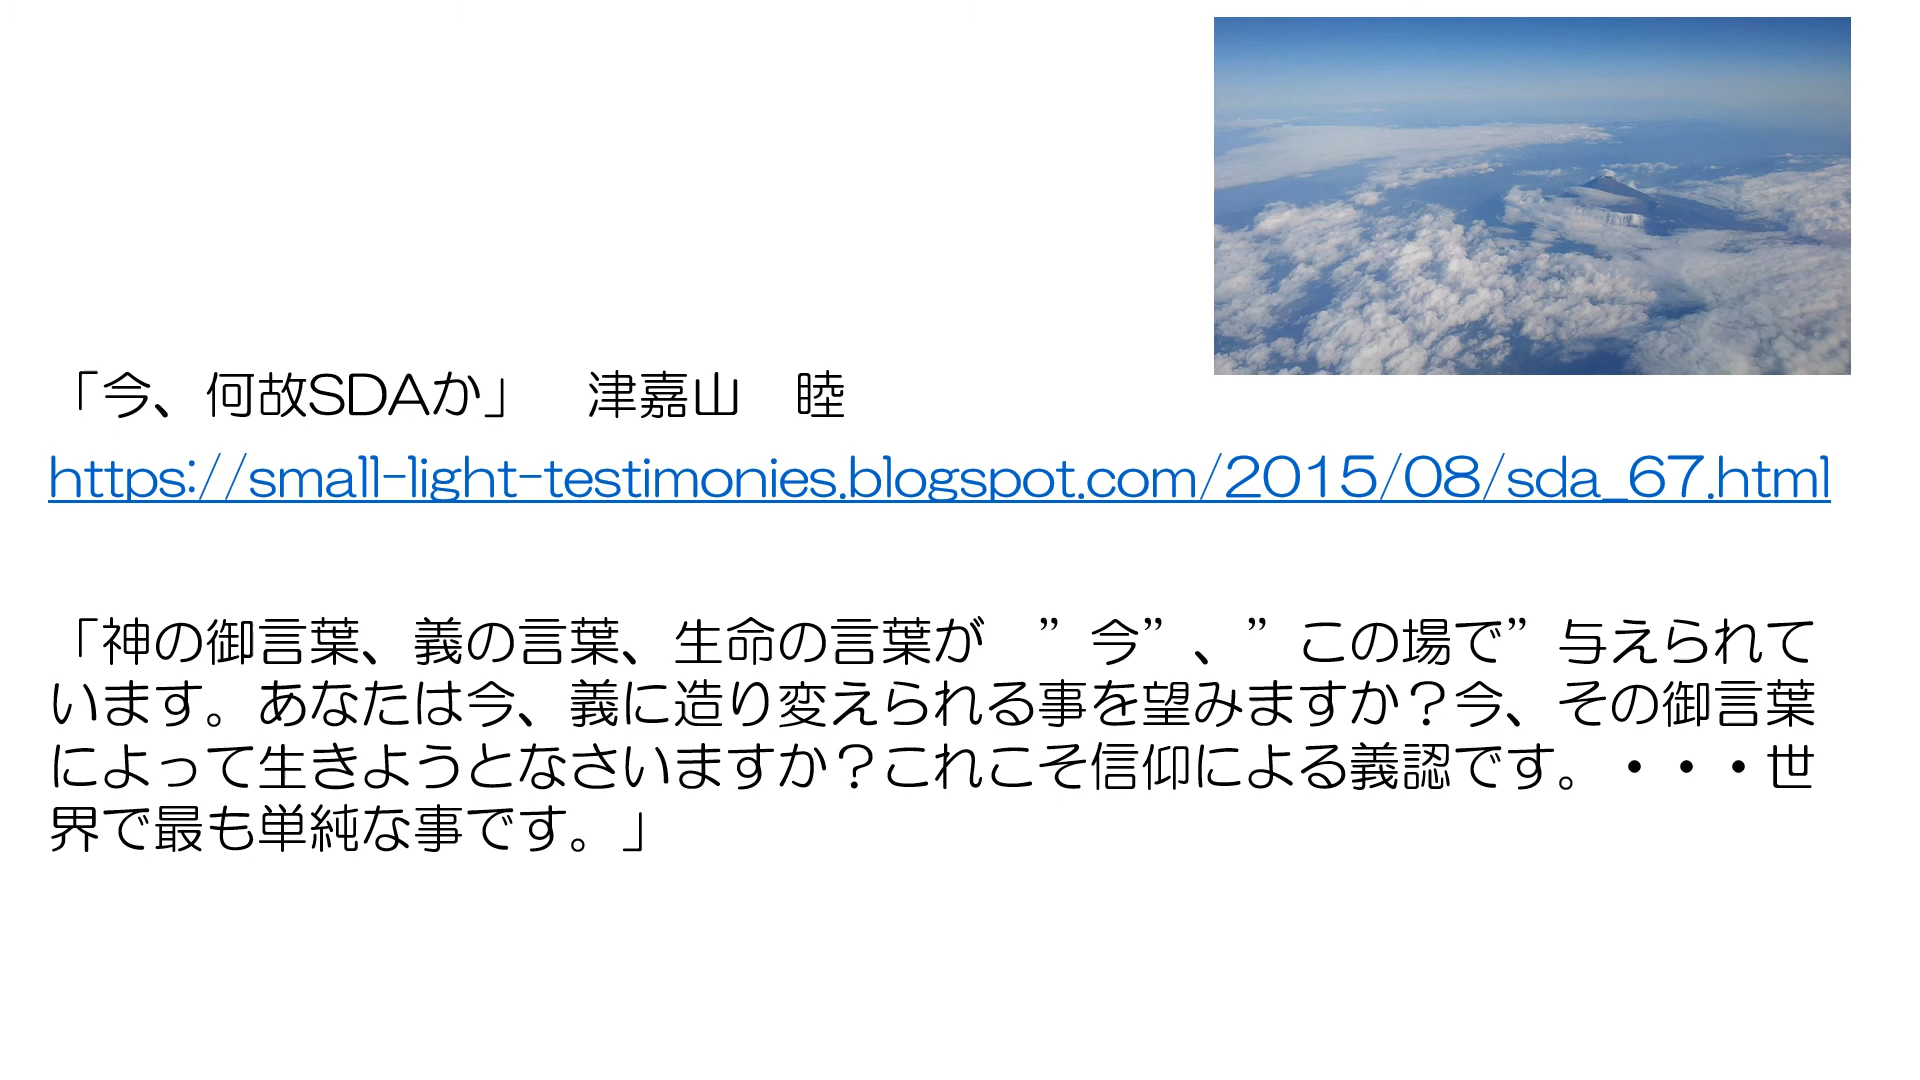 「今、何故SDAか」　津嘉山　睦
https://small-light-testimonies.blogspot.com/2015/08/sda_67.html
「神の御言葉、義の言葉、生命の言葉が　”今”、”この場で”与えられて
います。あなたは今、義に造り変えられる事を望みますか？今、その御言葉
によって生きようとなさいますか？これこそ信仰による義認です。・・・世
界で最も単純な事です。」